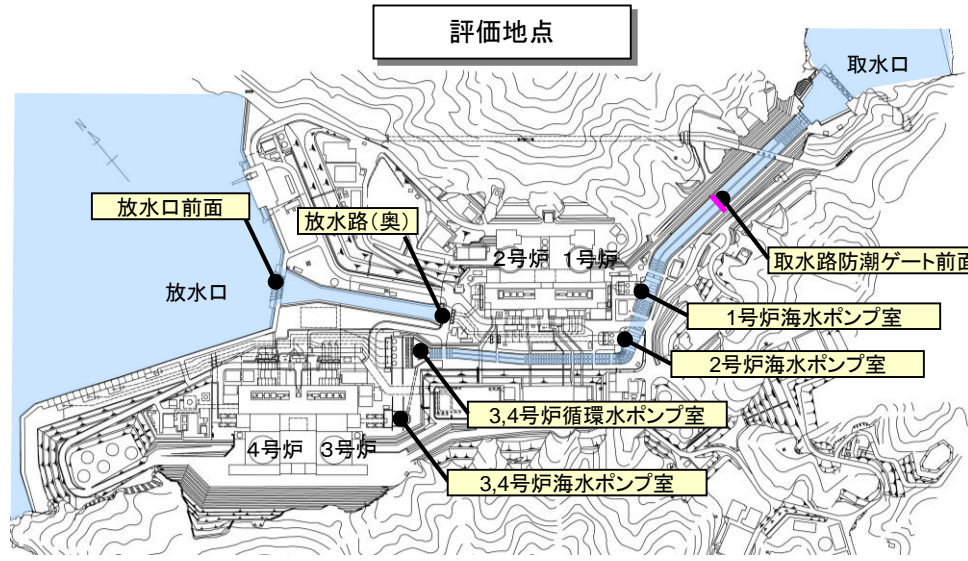 評価地点
取水口
放水口前面
放水路(奥)
2号炉 1号炉
取水路防潮ゲート前面
放水口
1号炉海水ポンプ室
2号炉海水ポンプ室
3,4号炉循環水ポンプ室
4号炉 3号炉
3,4号炉海水ポンプ室